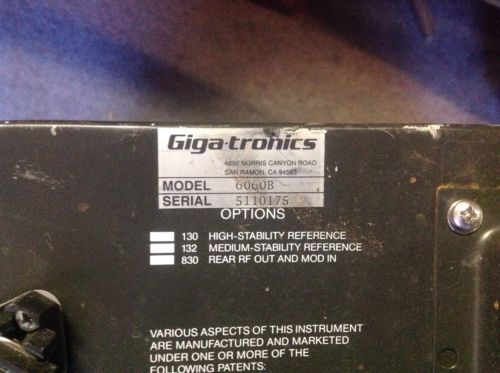 Giga-tronics
4650 NORRIS CANYON ROAD
SAN RAMON, CA 94583
MODEL 6060B
SERIAL 5110175
OPTIONS
130 HIGH-STABILITY REFERENCE
132 MEDIUM-STABILITY REFERENCE
830 REAR RF OUT AND MOD IN
VARIOUS ASPECTS OF THIS INSTRUMENT
ARE MANUFACTURED AND MARKETED
UNDER ONE OR MORE OF THE
FOLLOWING PATENTS: